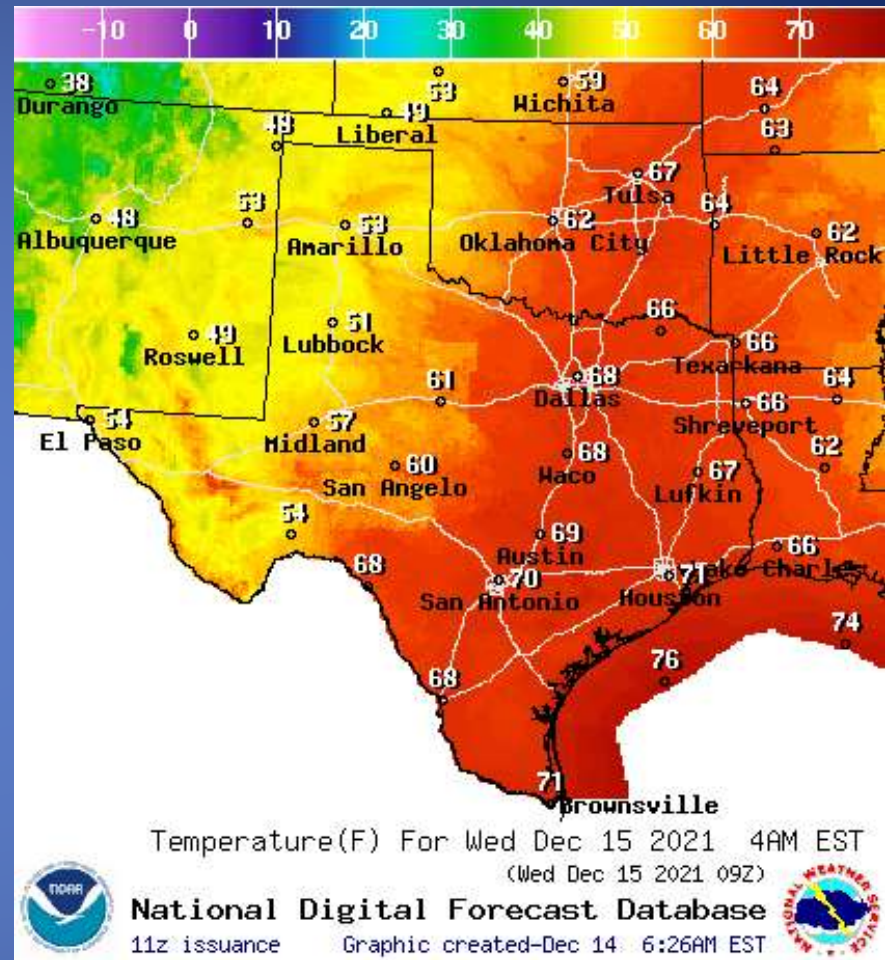 -10 0 10 20 30 40 50 60 70
38
Durango
53
59
Wichita
64
49
Liberal
49
63
67
Tulsa
48
Albuquerque
53
53
Amarillo
62
Oklahoma City
64
62
Little Rock
49
Roswell
51
Lubbock
66
66
Texarkana
68
Dallas
61
66
Shreveport
64
54
El Paso
57
Midland
60
San Angelo
68
Waco
67
Lufkin
62
54
69
Austin
66
Lake Charles
68
70
San Antonio
71
Houston
74
76
68
71
Brownsville
Temperature(F) For Wed Dec 15 2021 4AM EST
(Wed Dec 15 2021 09Z)
NOAA
National Digital Forecast Database
11z issuance Graphic created-Dec 14 6:26AM EST
NATIONAL WEATHER SERVICE